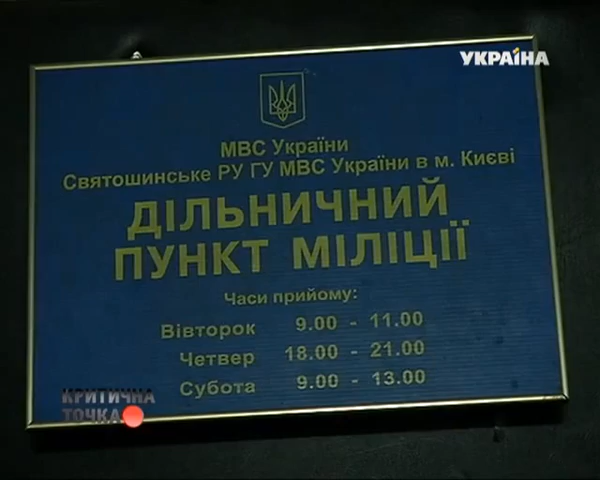 УКРАЇНА
МВС України
Святошинське РУ ГУ МВС України в м. Києві
ДІЛЬНИЧНИЙ
ПУНКТ МІЛІЦІЇ
Часи прийому:
Вівторок 9.00 - 11.00
Четвер 18.00 - 21.00
Субота 9.00 - 13.00
КРИТИЧНА
ТОЧКА